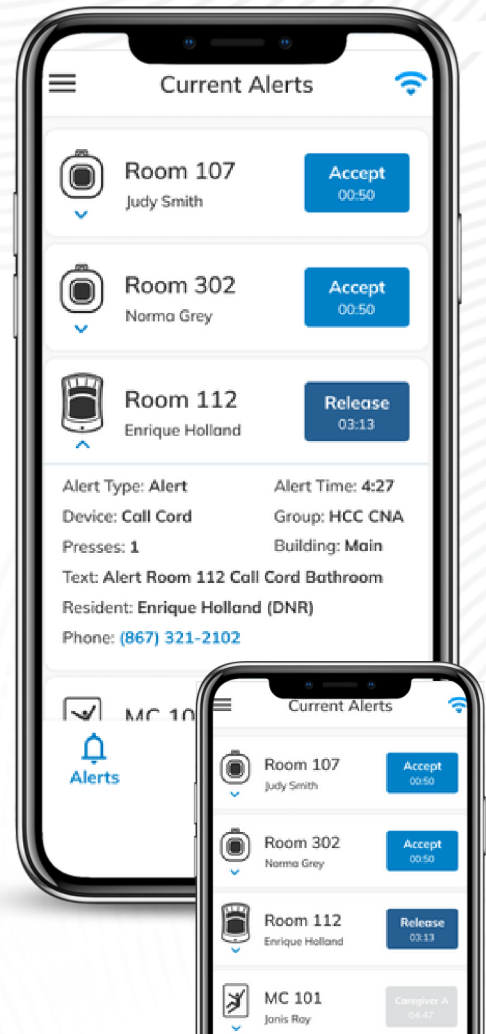 Current Alerts
Room 107
Judy Smith
Accept
00:50
Room 302
Norma Grey
Accept
00:50
Room 112
Enrique Holland
Release
03:13
Alert Type: Alert
Alert Time: 4:27
Device: Call Cord
Group: HCC CNA
Presses: 1
Building: Main
Text: Alert Room 112 Call Cord Bathroom
Resident: Enrique Holland (DNR)
Phone: (867) 321-2102
MC 10
Alerts
Current Alerts
Room 107
Judy Smith
Accept
00:50
Room 302
Norma Grey
Accept
00:50
Room 112
Enrique Holland
Release
03:13
MC 101
Janis Ray
Caregiver A
04:47